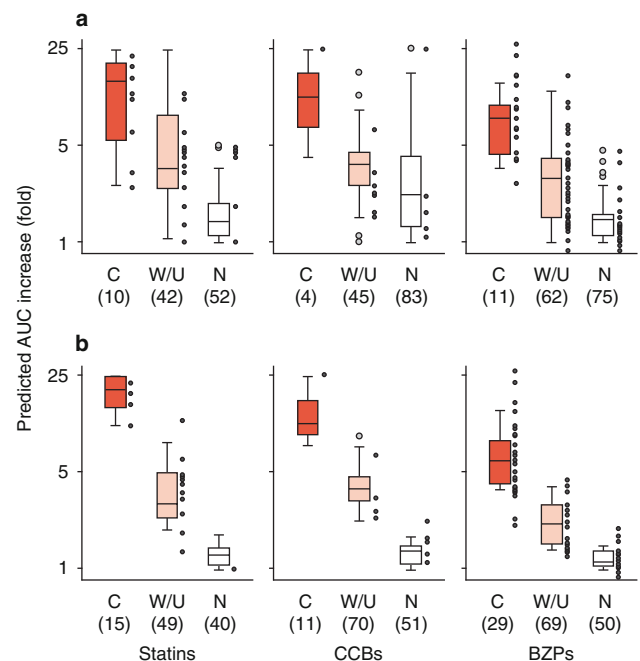 a
Predicted AUC increase (fold)
25
5
1
C W/U N C W/U N C W/U N
(10) (42) (52) (4) (45) (83) (11) (62) (75)
b
25
5
1
C W/U N C W/U N C W/U N
(15) (49) (40) (11) (70) (51) (29) (69) (50)
Statins CCBs BZPs